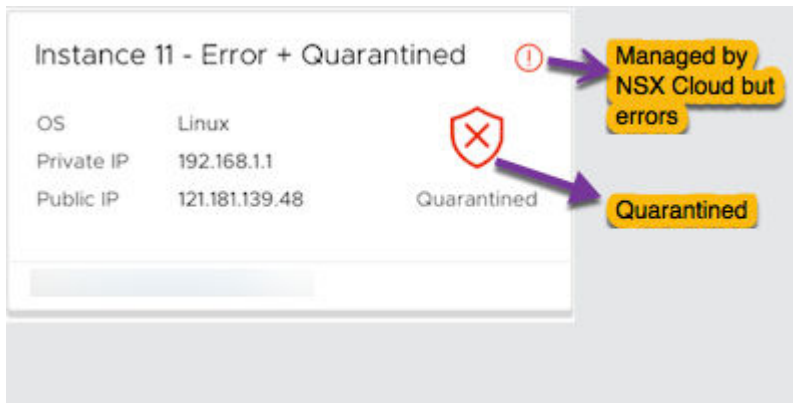 Instance 11 - Error + Quarantined
Managed by
NSX Cloud but
errors
OS Linux
Private IP 192.168.1.1
Public IP 121.181.139.48
Quarantined
Quarantined